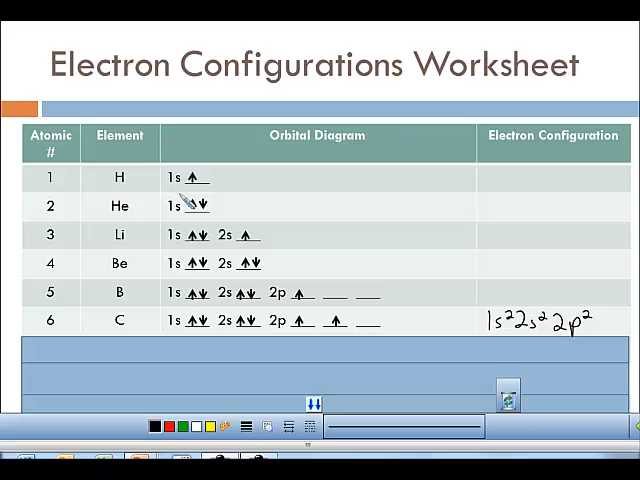 Electron Configurations Worksheet
Atomic # Element Orbital Diagram Electron Configuration
1 H 1s
2 He 1s
3 Li 1s 2s
4 Be 1s 2s
5 B 1s 2s 2p
6 C 1s 2s 2p 1s²2s²2p²